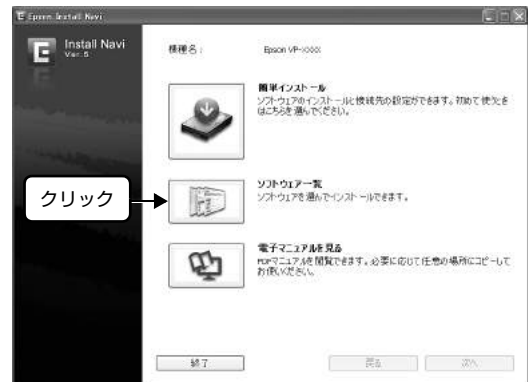 Epson Install Navi
Install Navi
Ver.5
機種名：
Epson VP-XXXX
簡単インストール
ソフトウェアのインストールと接続先の設定ができます。初めて使うとき
はこちらを選んでください。
クリック
ソフトウェア一覧
ソフトウェアを選んでインストールできます。
電子マニュアルを見る
PDFマニュアルを閲覧できます。必要に応じて任意の場所にコピーして
お使いください。
終了
戻る
次へ